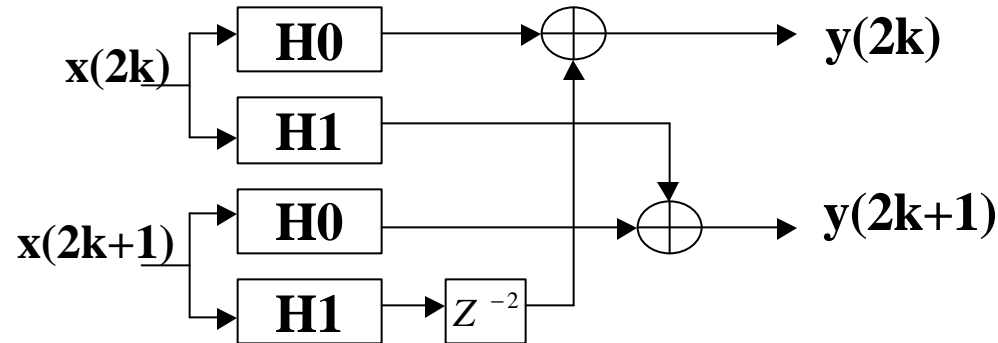 H0
y(2k)
x(2k)
H1
H0
y(2k+1)
x(2k+1)
H1
Z⁻²